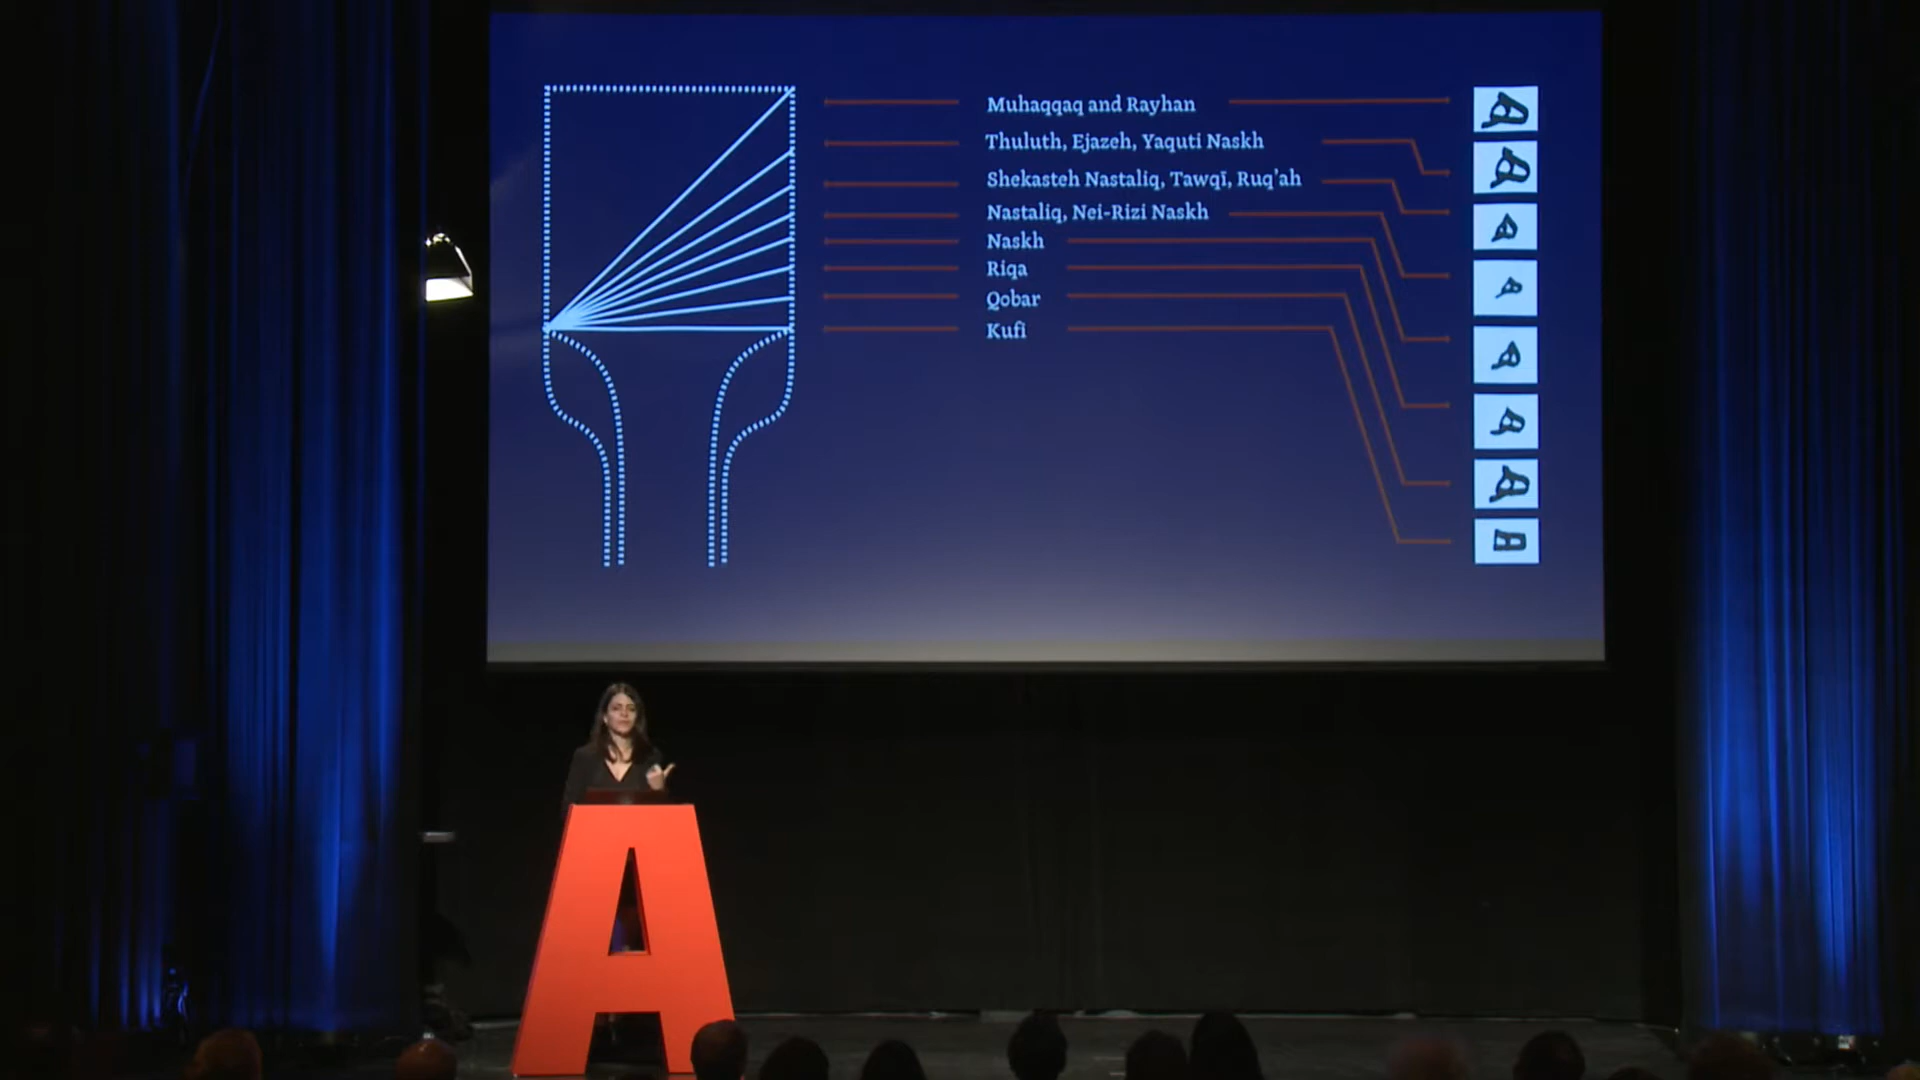 Muhaqqaq and Rayhan
Thuluth, Ejazeh, Yaquti Naskh
Shekasteh Nastaliq, Tawqī, Ruq'ah
Nastaliq, Nei-Rizi Naskh
Naskh
Riqa
Qobar
Kufi
A